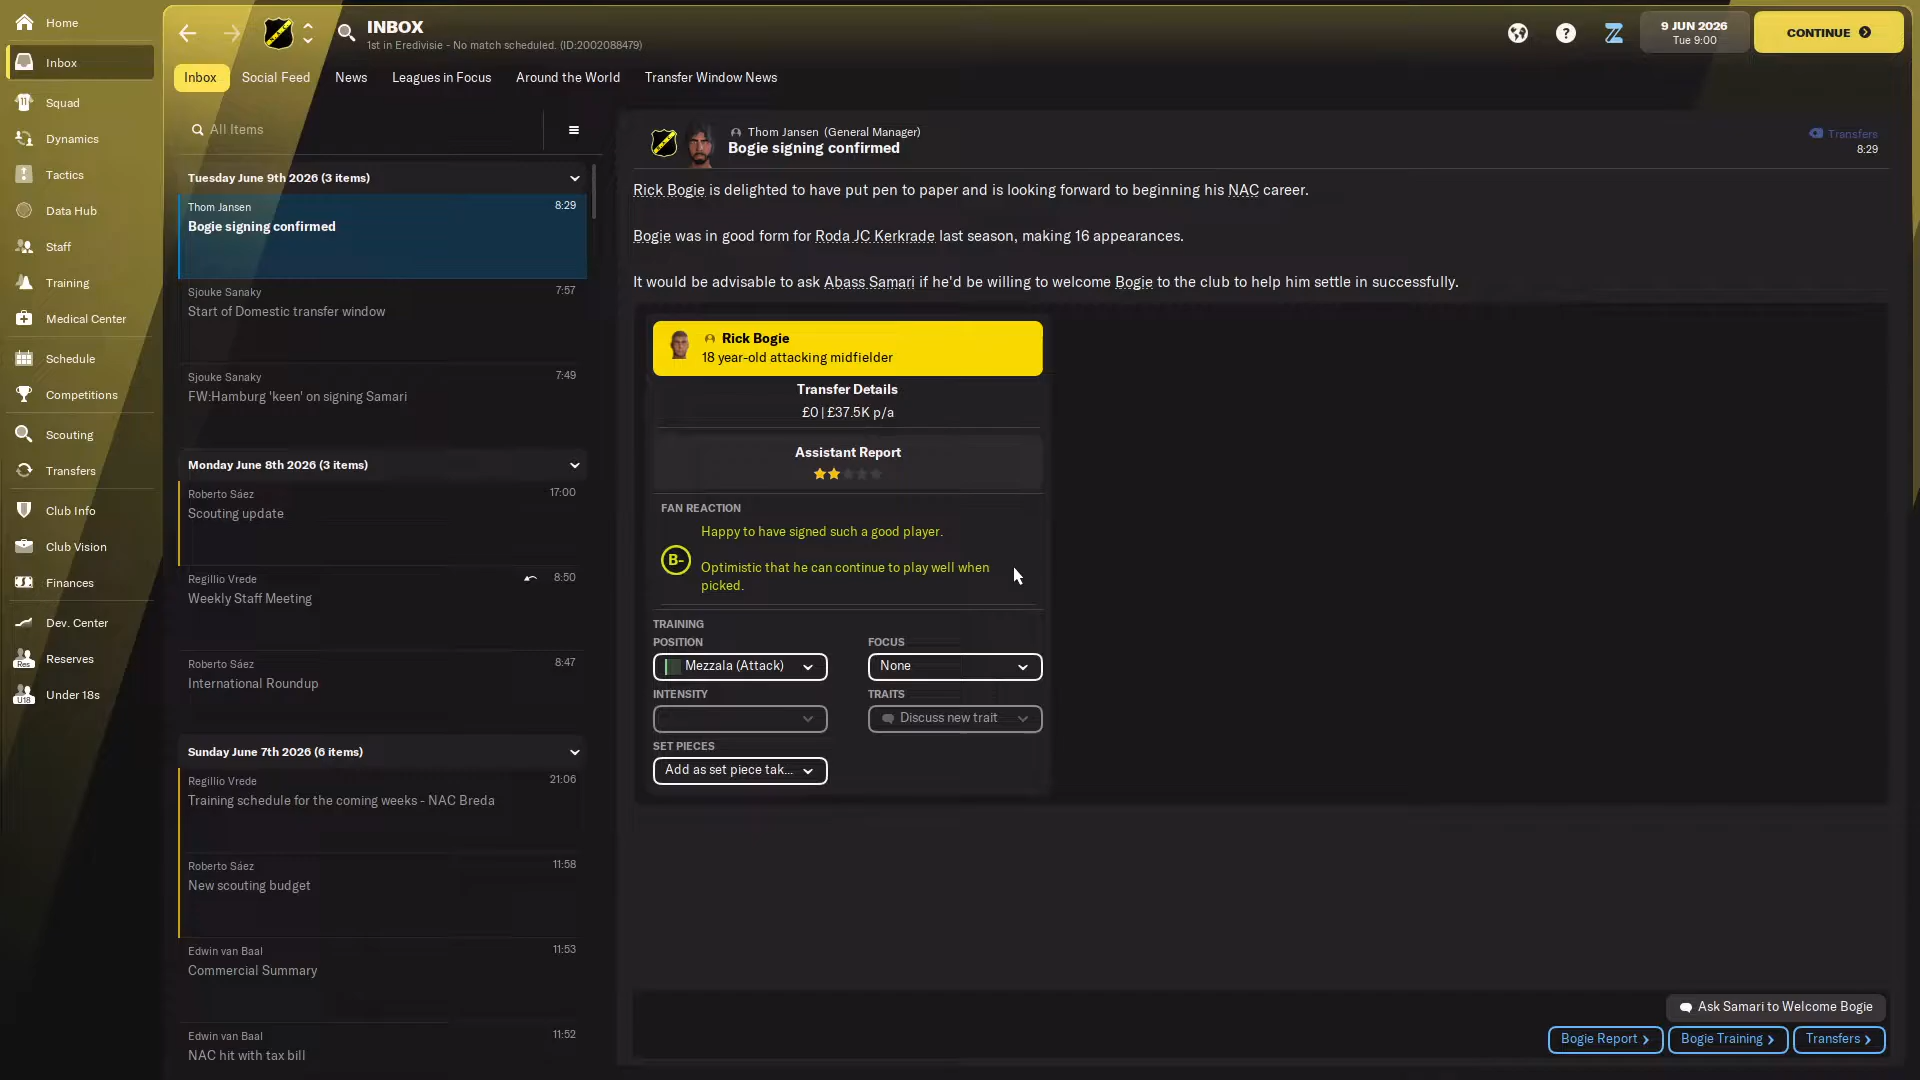 Home
Inbox
Squad
Dynamics
Tactics
Data Hub
Staff
Training
Medical Center
Schedule
Competitions
Scouting
Transfers
Club Info
Club Vision
Finances
Dev. Center
Res
Reserves
U18
Under 18s
INBOX
1st in Eredivisie - No match scheduled. (ID:2002088479)
9 JUN 2026
Tue 9:00
CONTINUE
Inbox
Social Feed
News
Leagues in Focus
Around the World
Transfer Window News
All Items
Tuesday June 9th 2026 (3 items)
Thom Jansen 8:29
Bogie signing confirmed
Sjouke Sanaky 7:57
Start of Domestic transfer window
Sjouke Sanaky 7:49
FW:Hamburg 'keen' on signing Samari
Monday June 8th 2026 (3 items)
Roberto Sáez 17:00
Scouting update
Regillio Vrede 8:50
Weekly Staff Meeting
Roberto Sáez 8:47
International Roundup
Sunday June 7th 2026 (6 items)
Regillio Vrede 21:06
Training schedule for the coming weeks - NAC Breda
Roberto Sáez 11:58
New scouting budget
Edwin van Baal 11:53
Commercial Summary
Edwin van Baal 11:52
NAC hit with tax bill
Thom Jansen (General Manager)
Bogie signing confirmed
Transfers
8:29
Rick Bogie is delighted to have put pen to paper and is looking forward to beginning his NAC career.
Bogie was in good form for Roda JC Kerkrade last season, making 16 appearances.
It would be advisable to ask Abass Samari if he'd be willing to welcome Bogie to the club to help him settle in successfully.
Rick Bogie
18 year-old attacking midfielder
Transfer Details
£0 | £37.5K p/a
Assistant Report
FAN REACTION
B-
Happy to have signed such a good player.
Optimistic that he can continue to play well when
picked.
TRAINING
POSITION FOCUS
Mezzala (Attack) None
INTENSITY TRAITS
Discuss new trait
SET PIECES
Add as set piece tak...
Ask Samari to Welcome Bogie
Bogie Report
Bogie Training
Transfers